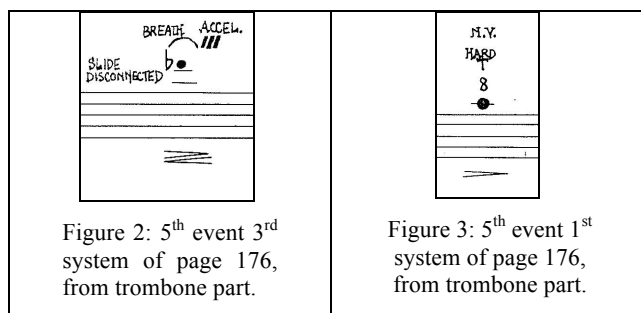 BREATH ACCEL.
SLIDE
DISCONNECTED
Figure 2: 5th event 3rd
system of page 176,
from trombone part.
N.V.
HARD
T
8
Figure 3: 5th event 1st
system of page 176,
from trombone part.